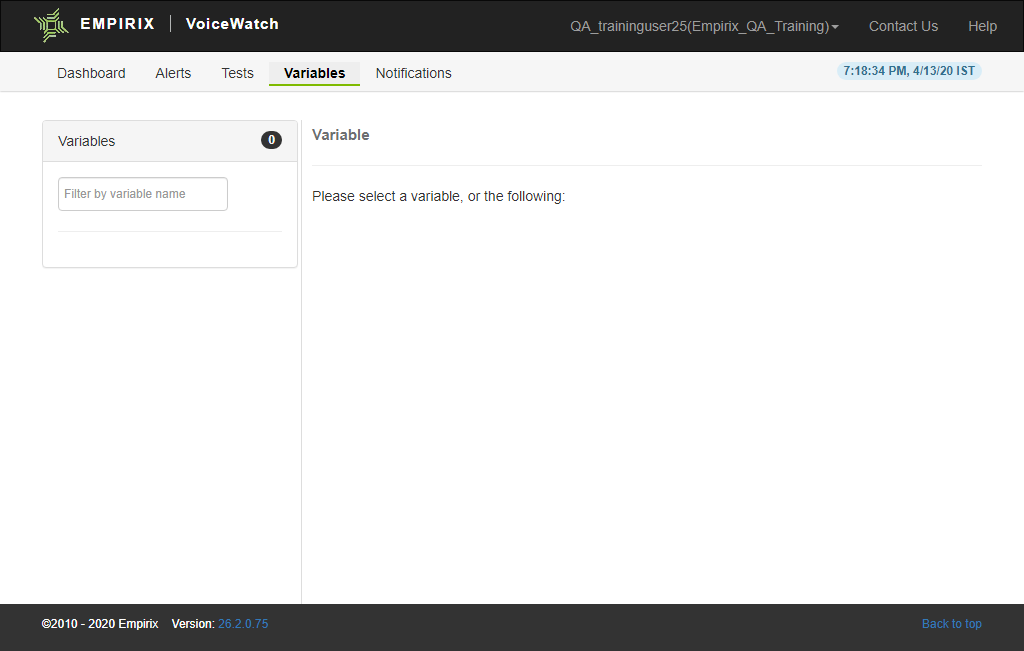 EMPIRIX | VoiceWatch
QA_traininguser25(Empirix_QA_Training) Contact Us Help
Dashboard Alerts Tests Variables Notifications
7:18:34 PM, 4/13/20 IST
Variables 0
Filter by variable name
Variable
Please select a variable, or the following:
©2010 - 2020 Empirix Version: 26.2.0.75
Back to top